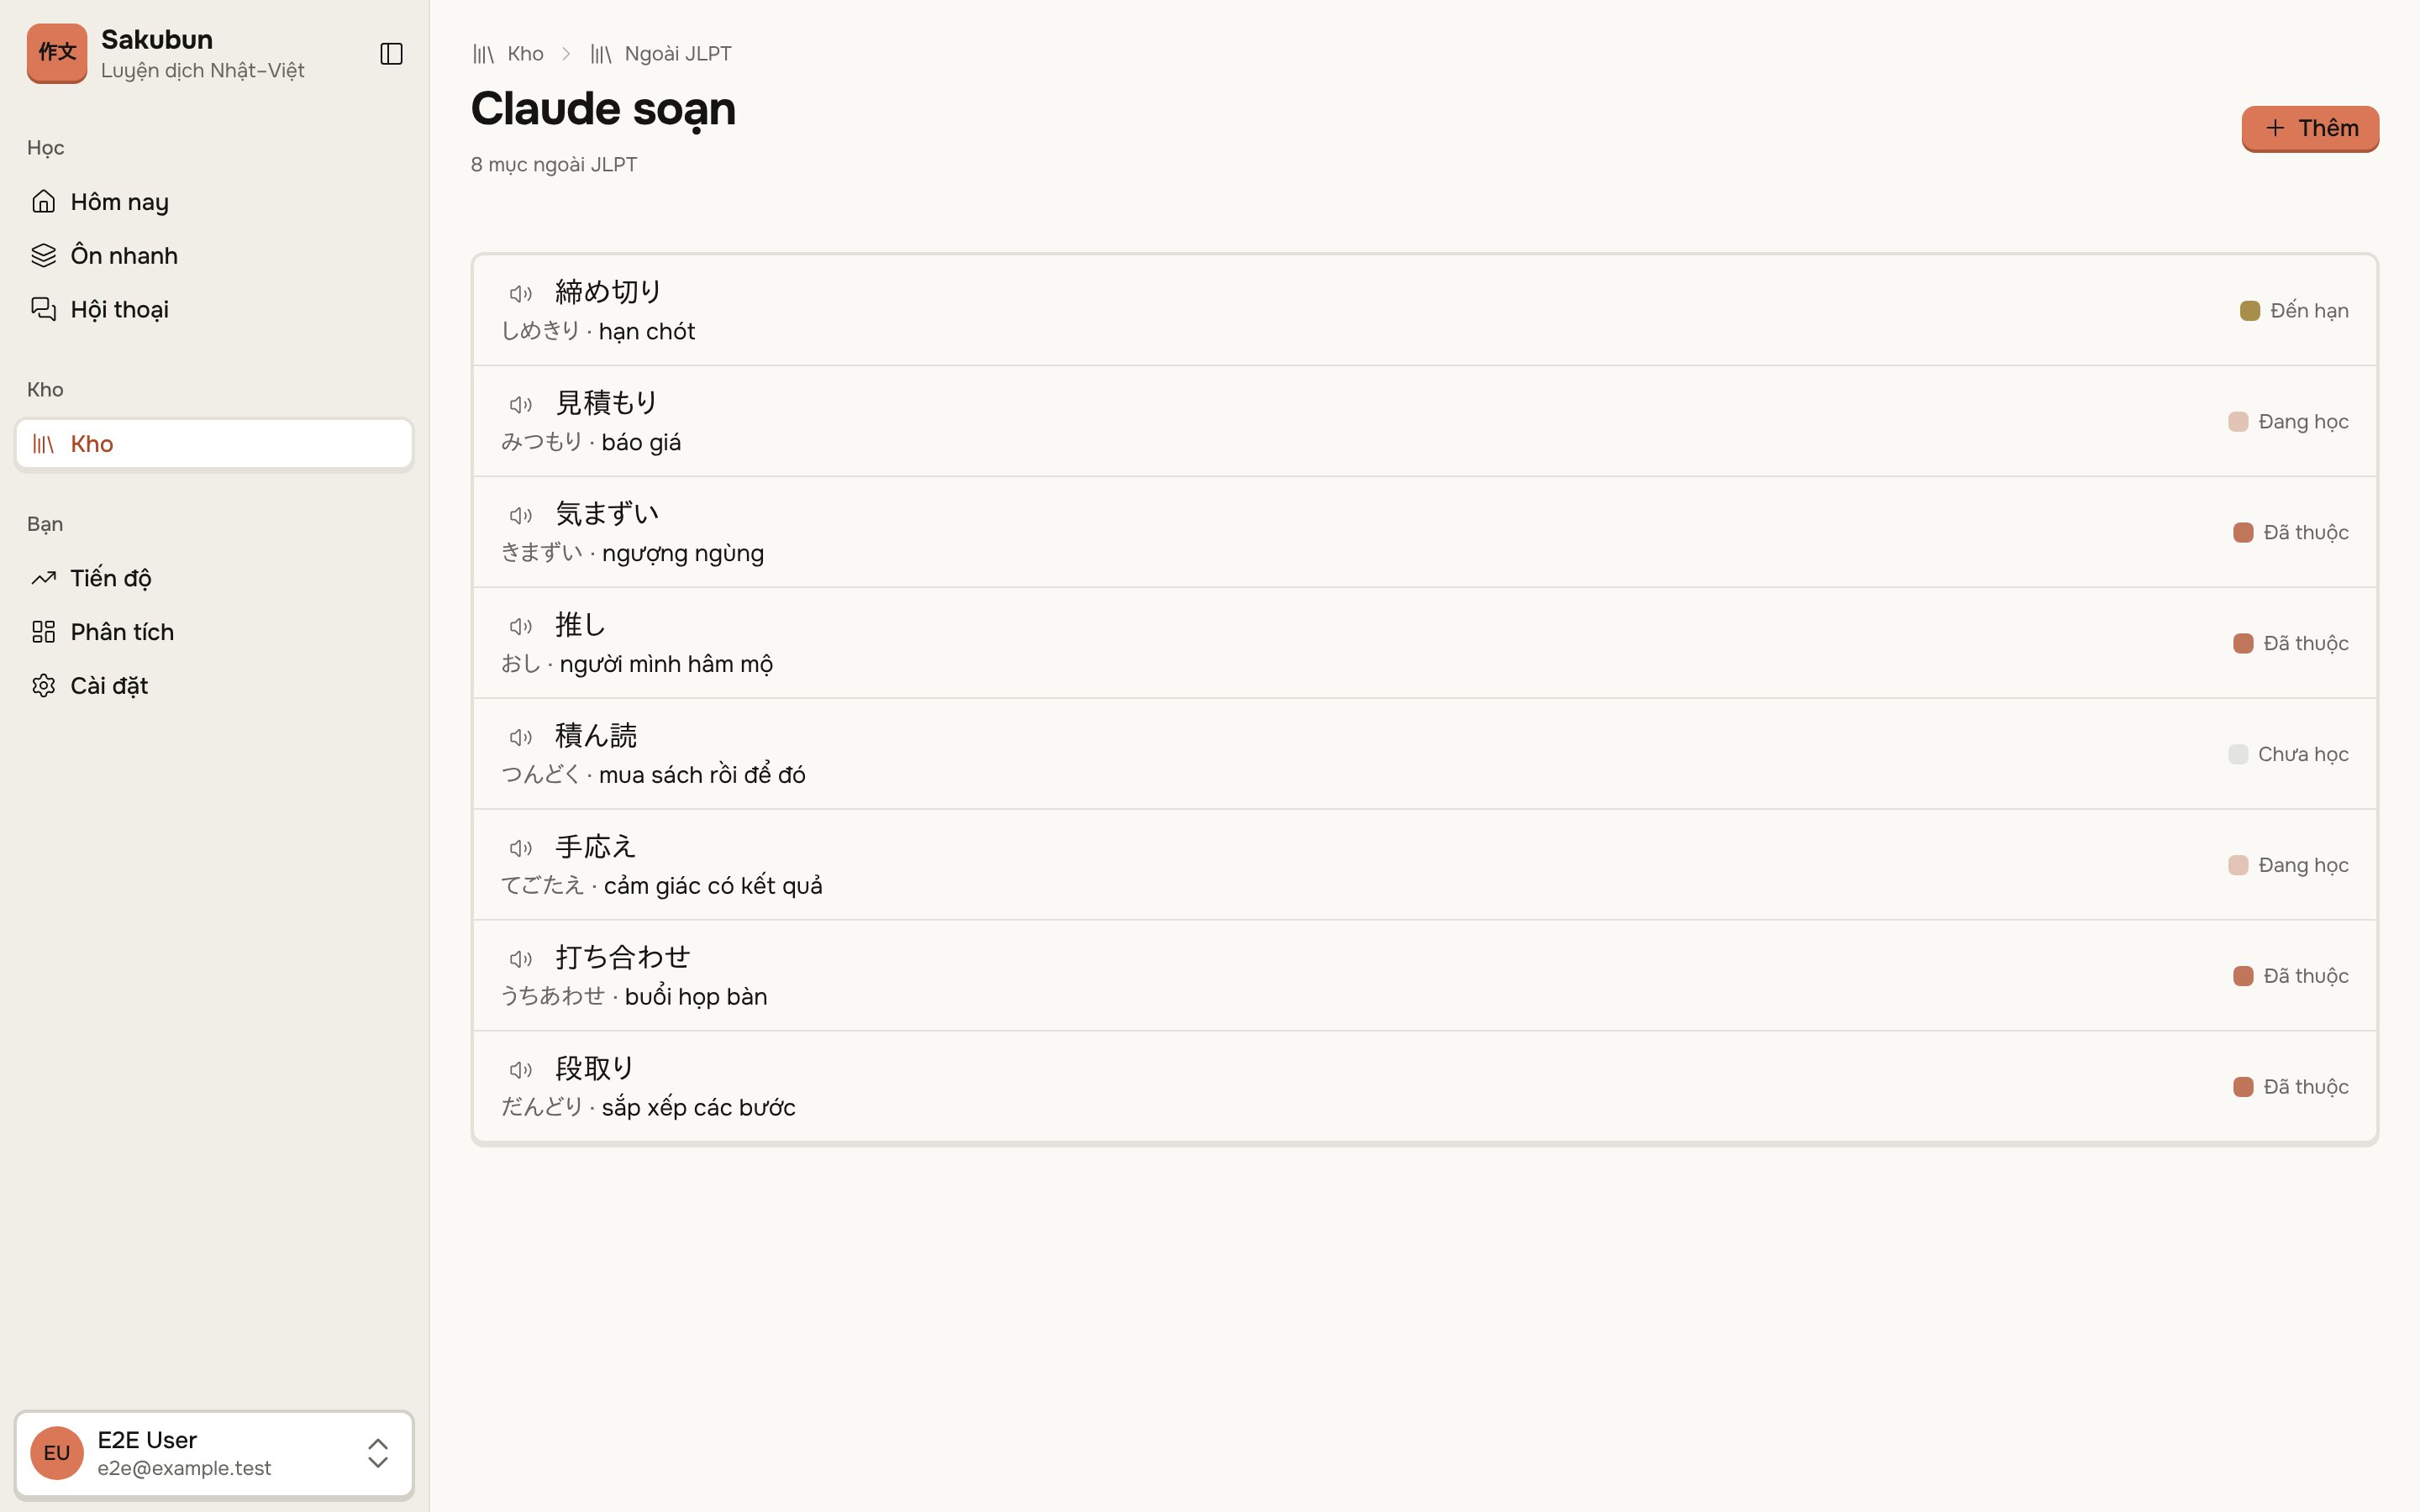 作文
Sakubun
Luyện dịch Nhật–Việt
Học
Hôm nay
Ôn nhanh
Hội thoại
Kho
Kho
Bạn
Tiến độ
Phân tích
Cài đặt
EU
E2E User
e2e@example.test
Kho
Ngoài JLPT
Claude soạn
8 mục ngoài JLPT
Thêm
締め切り
しめきり · hạn chót
Đến hạn
見積もり
みつもり · báo giá
Đang học
気まずい
きまずい · ngượng ngùng
Đã thuộc
推し
おし · người mình hâm mộ
Đã thuộc
積ん読
つんどく · mua sách rồi để đó
Chưa học
手応え
てごたえ · cảm giác có kết quả
Đang học
打ち合わせ
うちあわせ · buổi họp bàn
Đã thuộc
段取り
だんどり · sắp xếp các bước
Đã thuộc